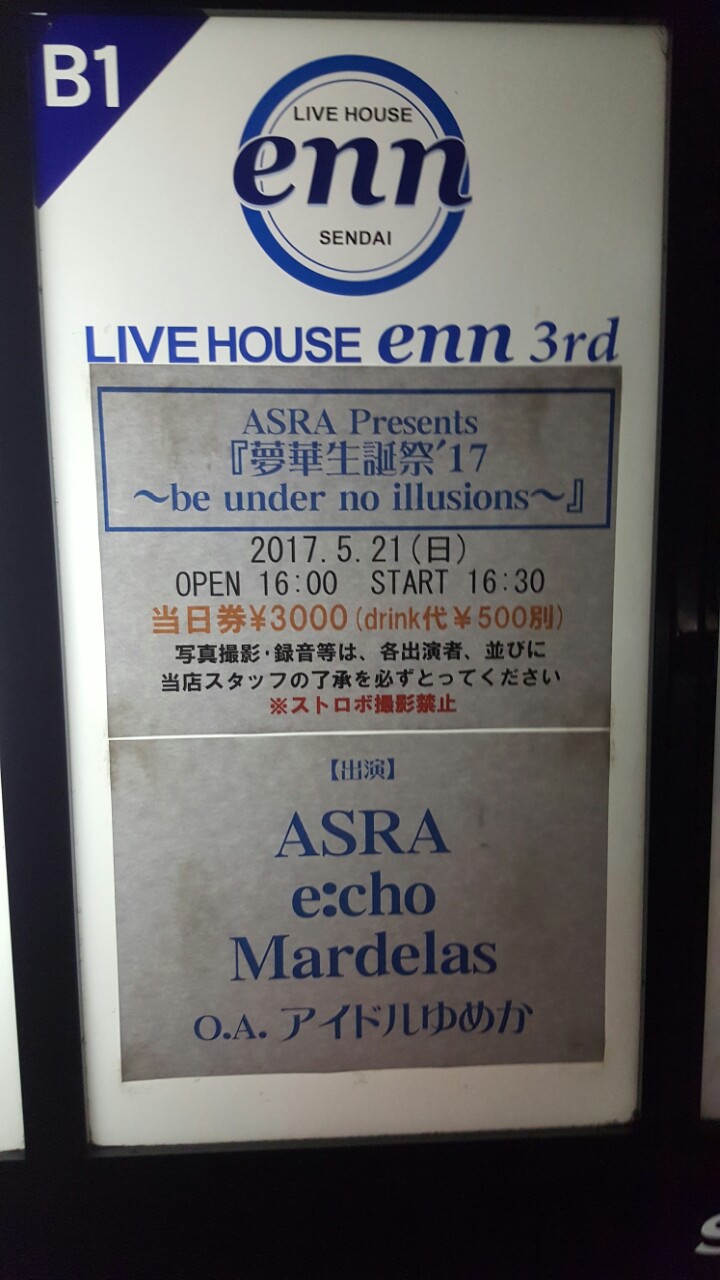 B1
LIVE HOUSE
enn
SENDAI
LIVE HOUSE enn 3rd
ASRA Presents
『夢華生誕祭'17
～be under no illusions～』
2017.5.21(日)
OPEN 16:00 START 16:30
当日券¥3000(drink代¥500別)
写真撮影･録音等は、各出演者、並びに
当店スタッフの了承を必ずとってください
※ストロボ撮影禁止
【出演】
ASRA
e:cho
Mardelas
O.A. アイドルゆめか